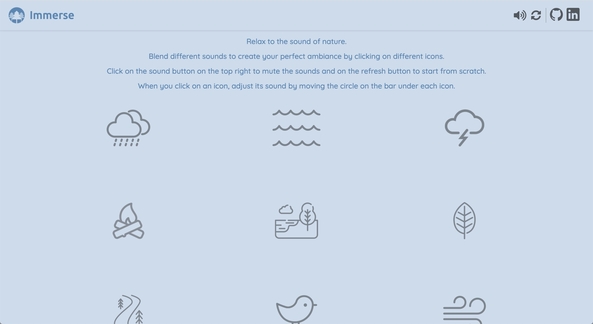 Immerse
Relax to the sound of nature.
Blend different sounds to create your perfect ambiance by clicking on different icons.
Click on the sound button on the top right to mute the sounds and on the refresh button to start from scratch.
When you click on an icon, adjust its sound by moving the circle on the bar under each icon.